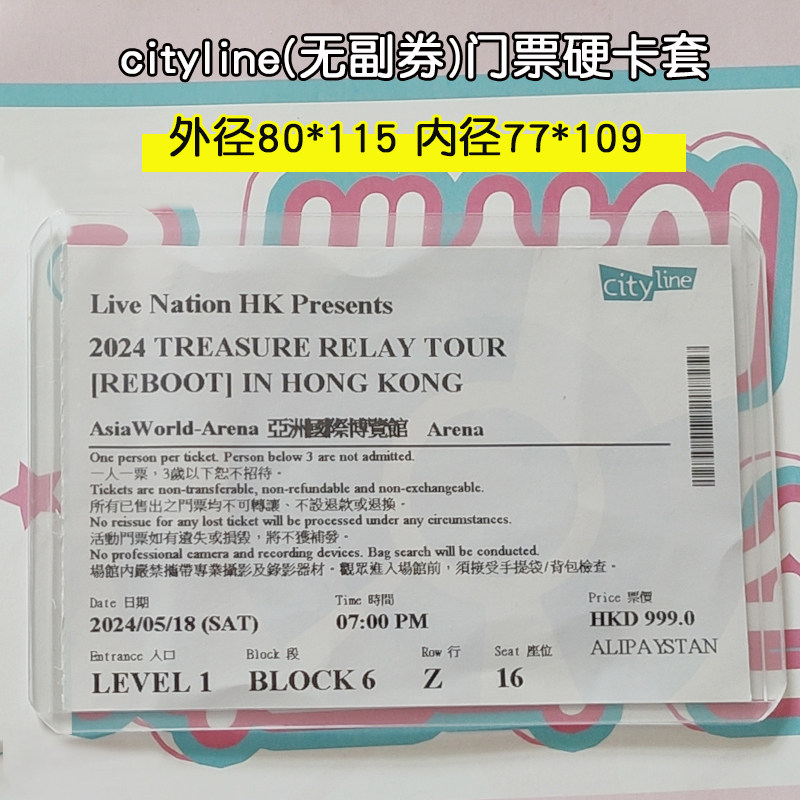 cityline(无副券)门票硬卡套
外径80*115 内径77*109
city line
Live Nation HK Presents
2024 TREASURE RELAY TOUR
[REBOOT] IN HONG KONG
AsiaWorld-Arena 亞洲國際博覽館 Arena
One person per ticket. Person below 3 are not admitted.
一人一票，3歲以下恕不招待。
Tickets are non-transferable, non-refundable and non-exchangeable.
所有已售出之門票均不可轉讓、不設退款或退換。
No reissue for any lost ticket will be processed under any circumstances.
活動門票如有遺失或損毀，將不獲補發。
No professional camera and recording devices. Bag search will be conducted.
場館內嚴禁攜帶專業攝影及錄影器材。觀眾進入場館前，須接受手提袋/背包檢查。
Date 日期 Time 時間 Price 票價
2024/05/18 (SAT) 07:00 PM HKD 999.0
Entrance 入口 Block 段 Row 行 Seat 座位 ALIPAYSTAN
LEVEL 1 BLOCK 6 Z 16